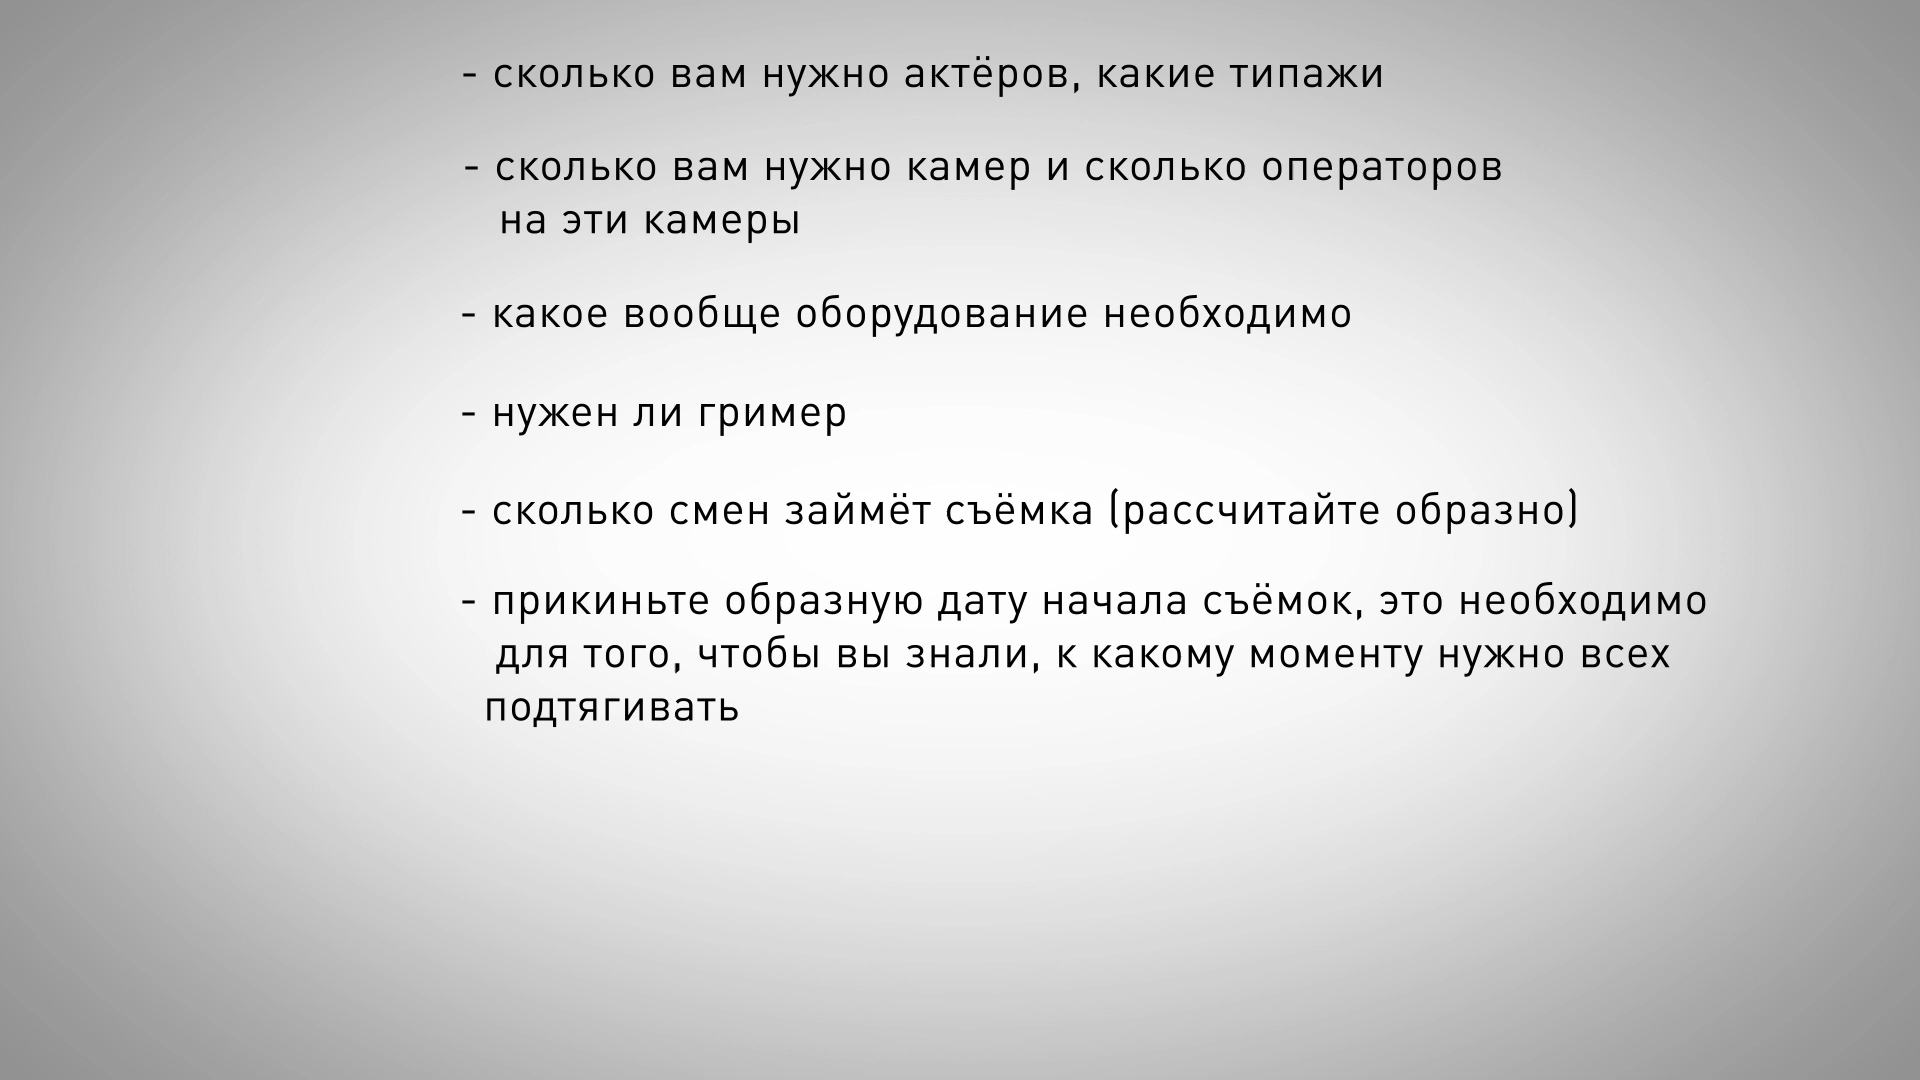 - сколько вам нужно актёров, какие типажи
- сколько вам нужно камер и сколько операторов
на эти камеры
- какое вообще оборудование необходимо
- нужен ли гример
- сколько смен займёт съёмка (рассчитайте образно)
- прикиньте образную дату начала съёмок, это необходимо
для того, чтобы вы знали, к какому моменту нужно всех
подтягивать